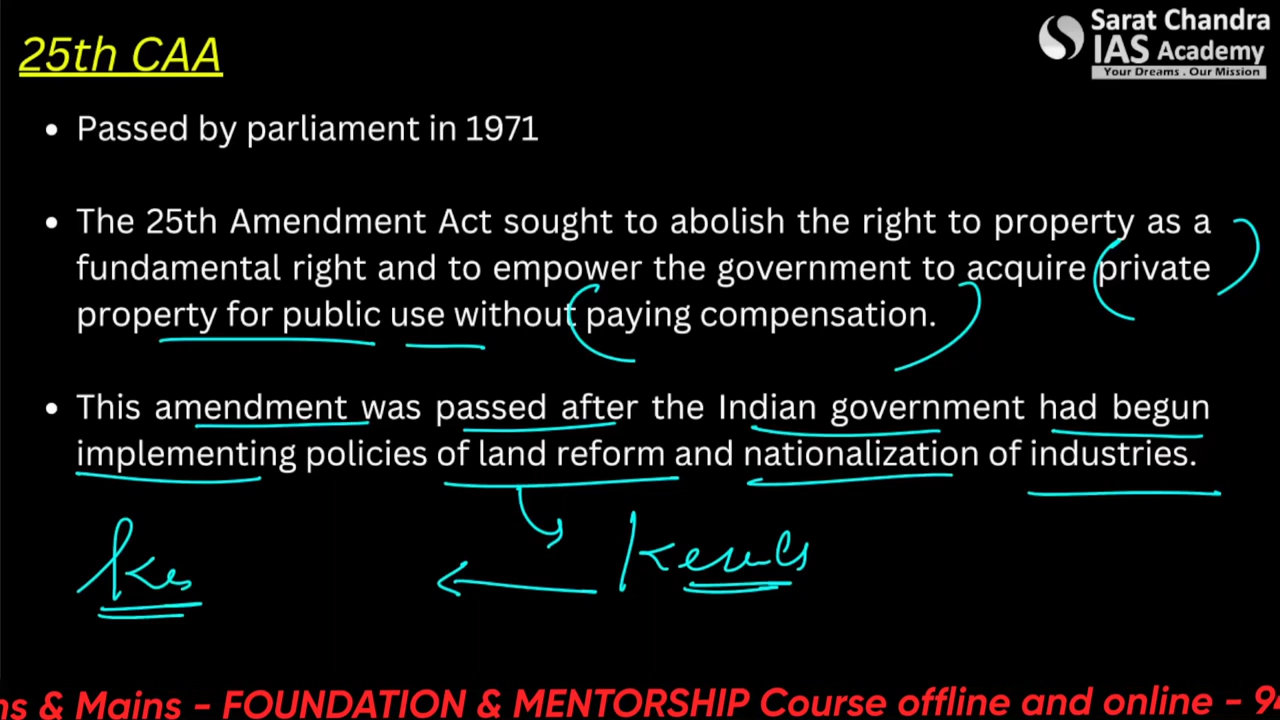 25th CAA
Sarat Chandra
IAS Academy
Your Dreams . Our Mission
• Passed by parliament in 1971
• The 25th Amendment Act sought to abolish the right to property as a
fundamental right and to empower the government to acquire private
property for public use without paying compensation.
• This amendment was passed after the Indian government had begun
implementing policies of land reform and nationalization of industries.
ns & Mains - FOUNDATION & MENTORSHIP Course offline and online - 9